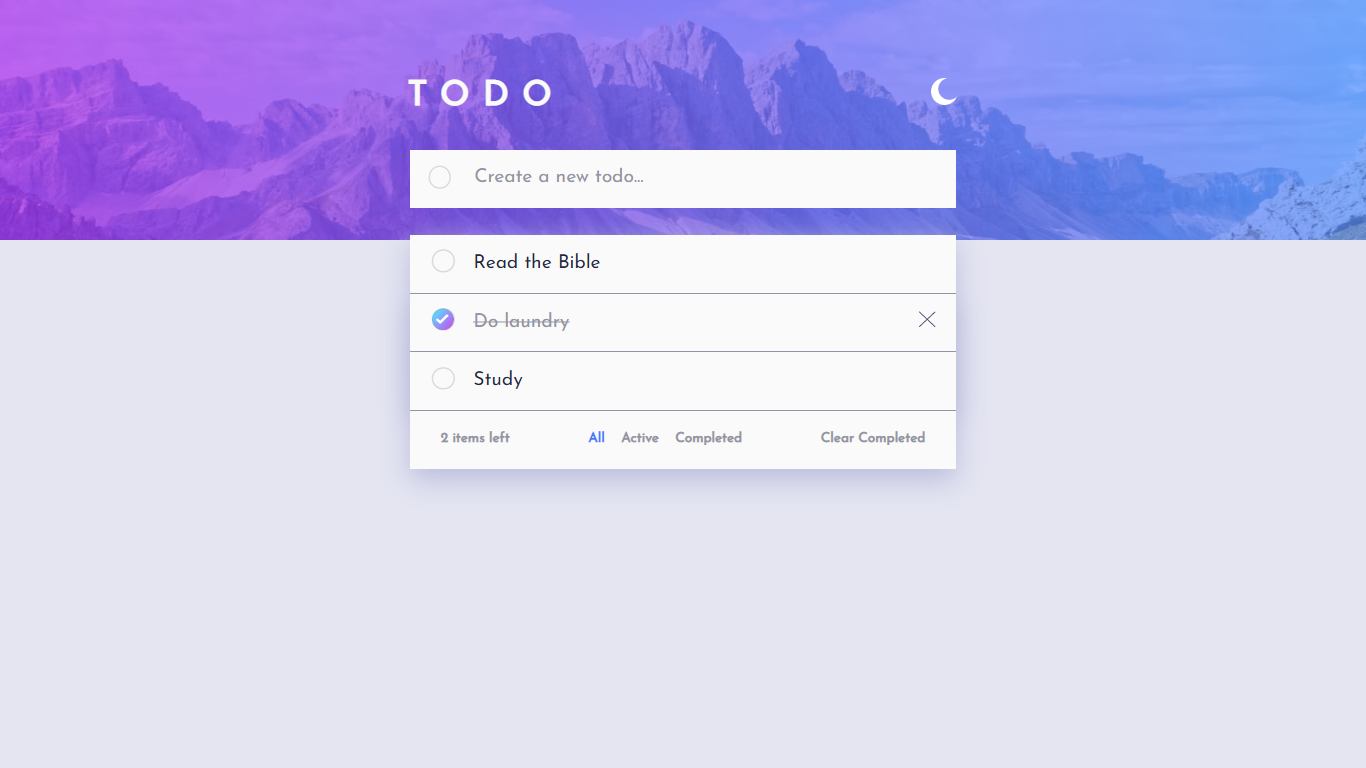 TODO
Create a new todo...
Read the Bible
Do laundry
Study
2 items left All Active Completed Clear Completed